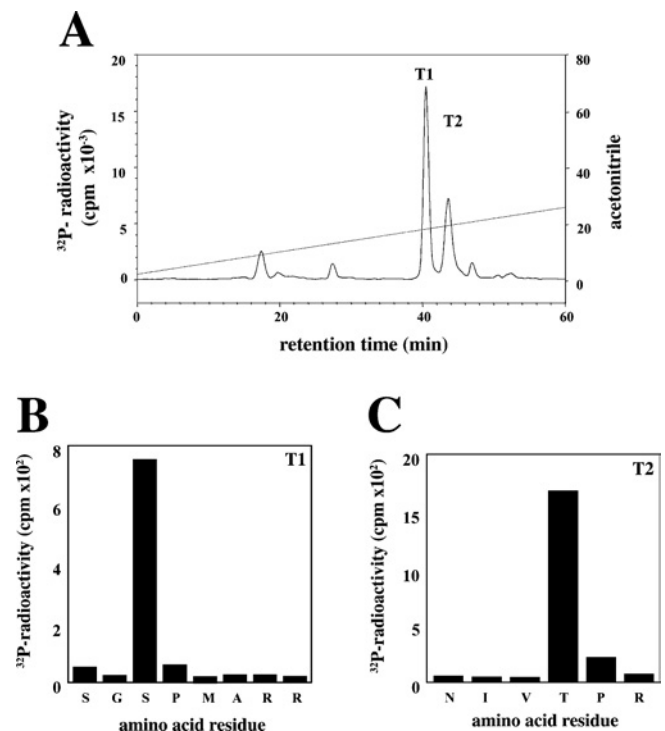 A
T1
T2
³²P- radioactivity
(cpm x10⁻³)
20
15
10
5
0
80
60
40
20
0
acetonitrile
0
20
40
60
retention time (min)
B
T1
³²P-radioactivity (cpm x10²)
8
6
4
2
0
S G S P M A R R
amino acid residue
C
T2
³²P-radioactivity (cpm x10²)
20
15
10
5
0
N I V T P R
amino acid residue